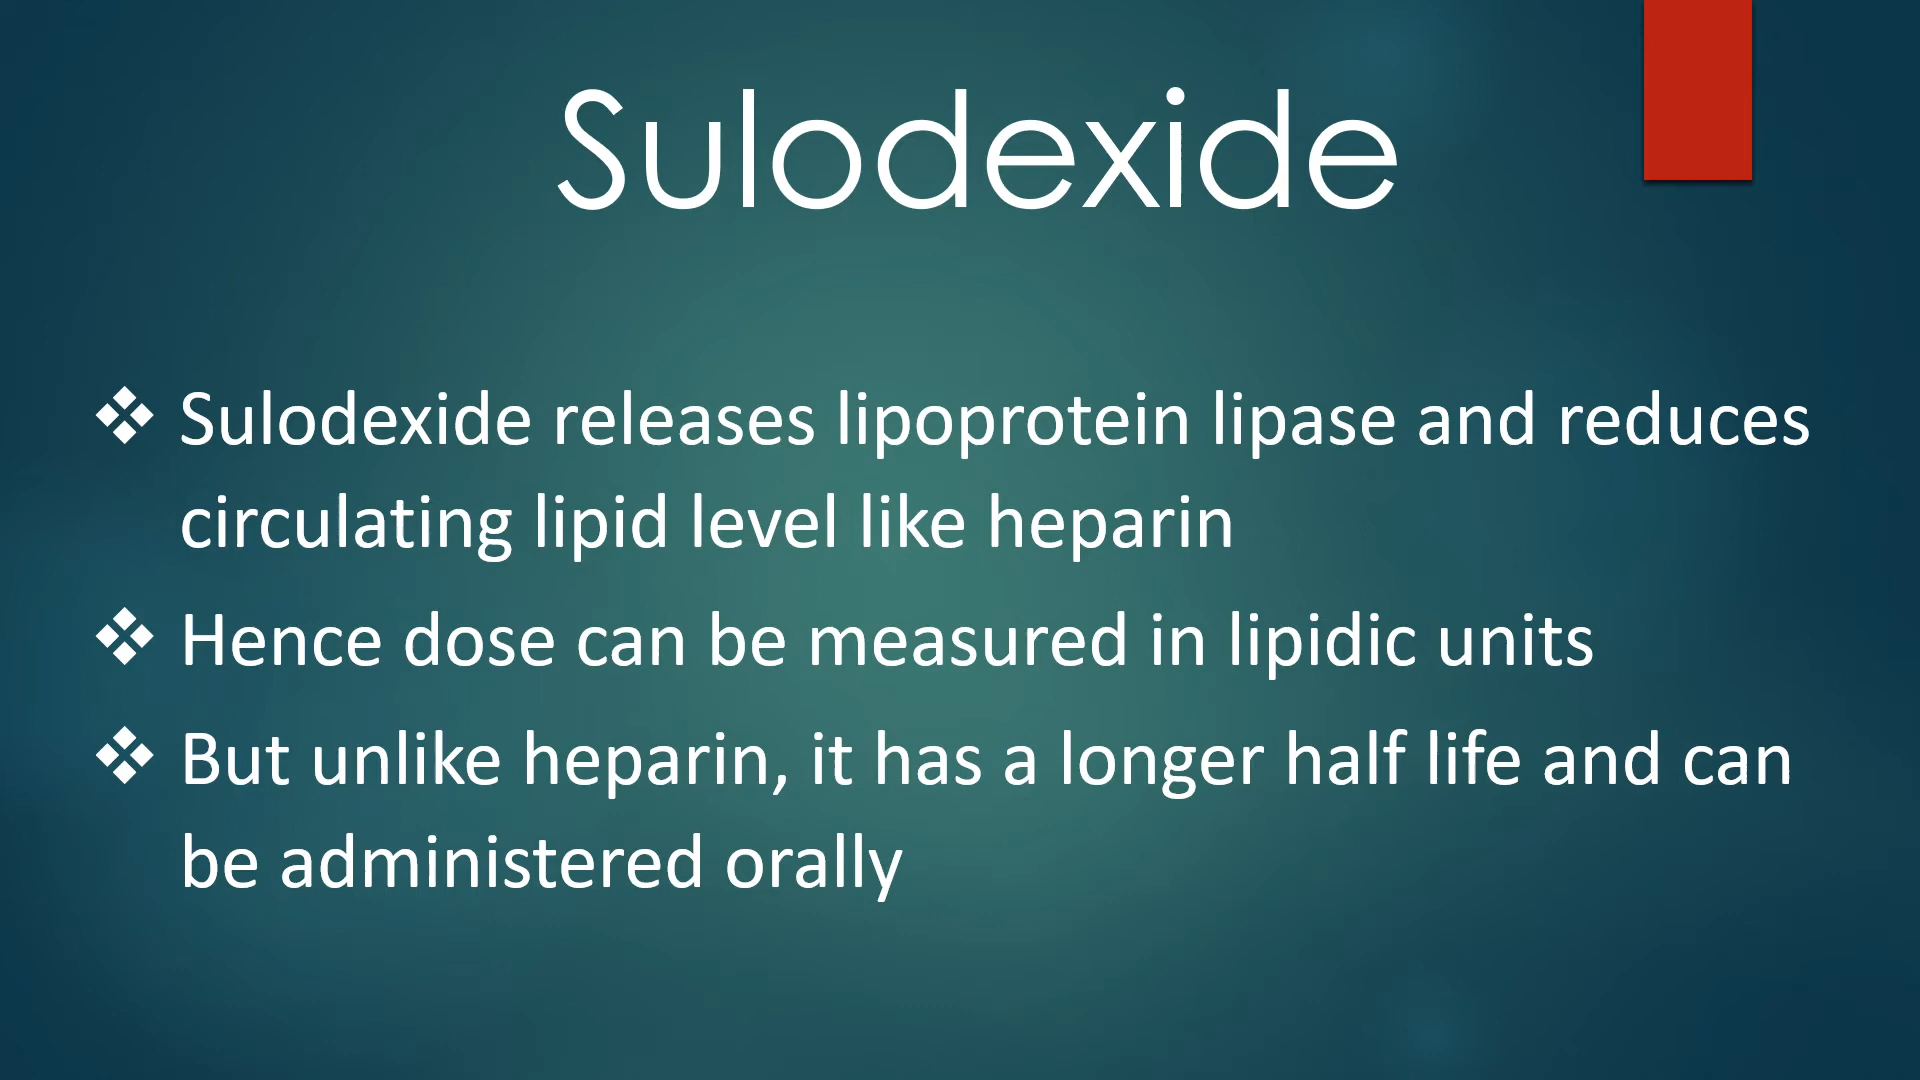 Sulodexide
❖ Sulodexide releases lipoprotein lipase and reduces
circulating lipid level like heparin
❖ Hence dose can be measured in lipidic units
❖ But unlike heparin, it has a longer half life and can
be administered orally